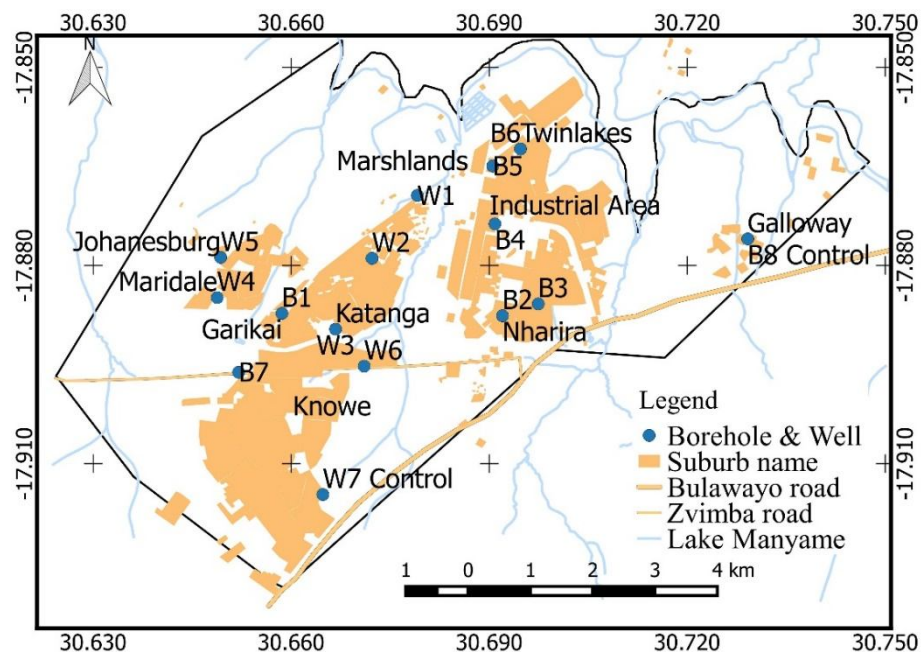 30.630 30.660 30.690 30.720 30.750
N
-17.850 -17.850
B6Twinlakes
Marshlands B5
W1
Industrial Area
Galloway
JohanesburgW5 W2 B4
-17.880 -17.880
B8 Control
MaridaleW4
B1 B2 B3
Garikai Katanga Nharira
W3 W6
B7
Knowe
Legend
Borehole & Well
-17.910 -17.910
Suburb name
W7 Control
Bulawayo road
Zvimba road
Lake Manyame
1 0 1 2 3 4 km
30.630 30.660 30.690 30.720 30.750